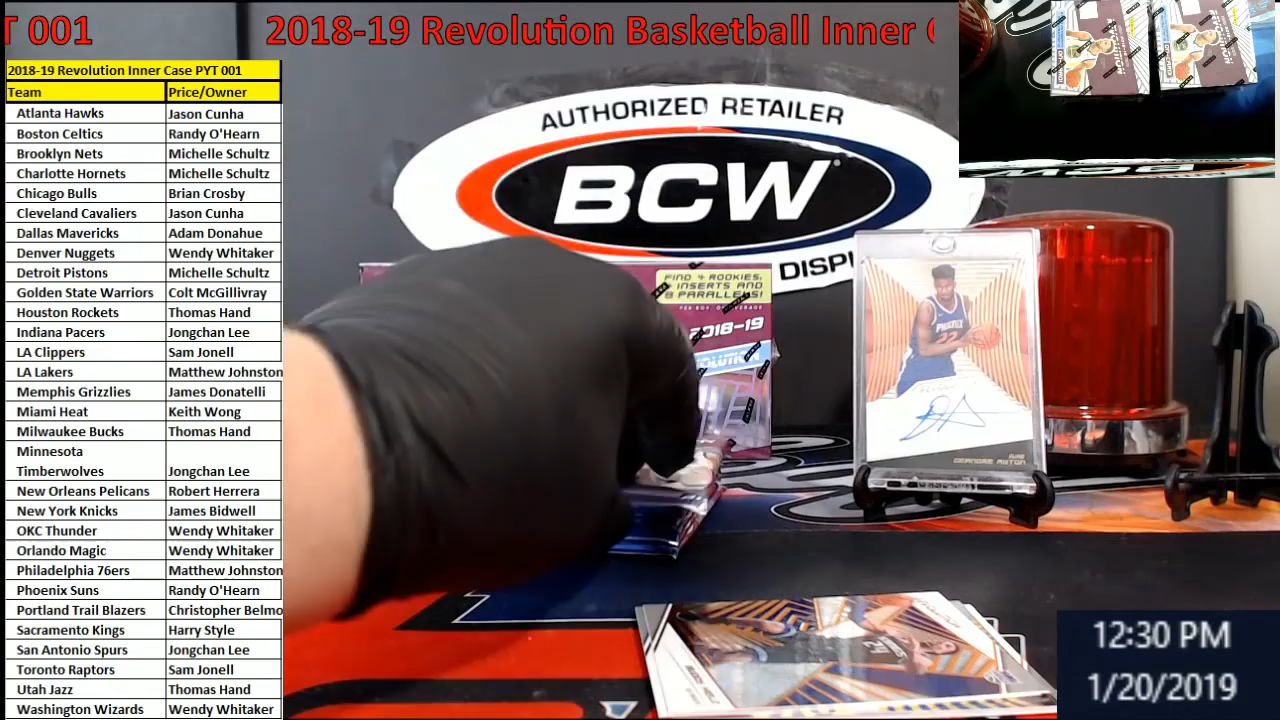 T 001
2018-19 Revolution Basketball Inner
2018-19 Revolution Inner Case PYT 001
Team Price/Owner
Atlanta Hawks Jason Cunha
Boston Celtics Randy O'Hearn
Brooklyn Nets Michelle Schultz
Charlotte Hornets Michelle Schultz
Chicago Bulls Brian Crosby
Cleveland Cavaliers Jason Cunha
Dallas Mavericks Adam Donahue
Denver Nuggets Wendy Whitaker
Detroit Pistons Michelle Schultz
Golden State Warriors Colt McGillivray
Houston Rockets Thomas Hand
Indiana Pacers Jongchan Lee
LA Clippers Sam Jonell
LA Lakers Matthew Johnston
Memphis Grizzlies James Donatelli
Miami Heat Keith Wong
Milwaukee Bucks Thomas Hand
Minnesota
Timberwolves Jongchan Lee
New Orleans Pelicans Robert Herrera
New York Knicks James Bidwell
OKC Thunder Wendy Whitaker
Orlando Magic Wendy Whitaker
Philadelphia 76ers Matthew Johnston
Phoenix Suns Randy O'Hearn
Portland Trail Blazers Christopher Belmo
Sacramento Kings Harry Style
San Antonio Spurs Jongchan Lee
Toronto Raptors Sam Jonell
Utah Jazz Thomas Hand
Washington Wizards Wendy Whitaker
AUTHORIZED RETAILER
BCW
DISPL
FIND 4 ROOKIES,
INSERTS AND
8 PARALLELS!
2018-19
PHOENIX
22
DEANDRE AYTON
12:30 PM
1/20/2019